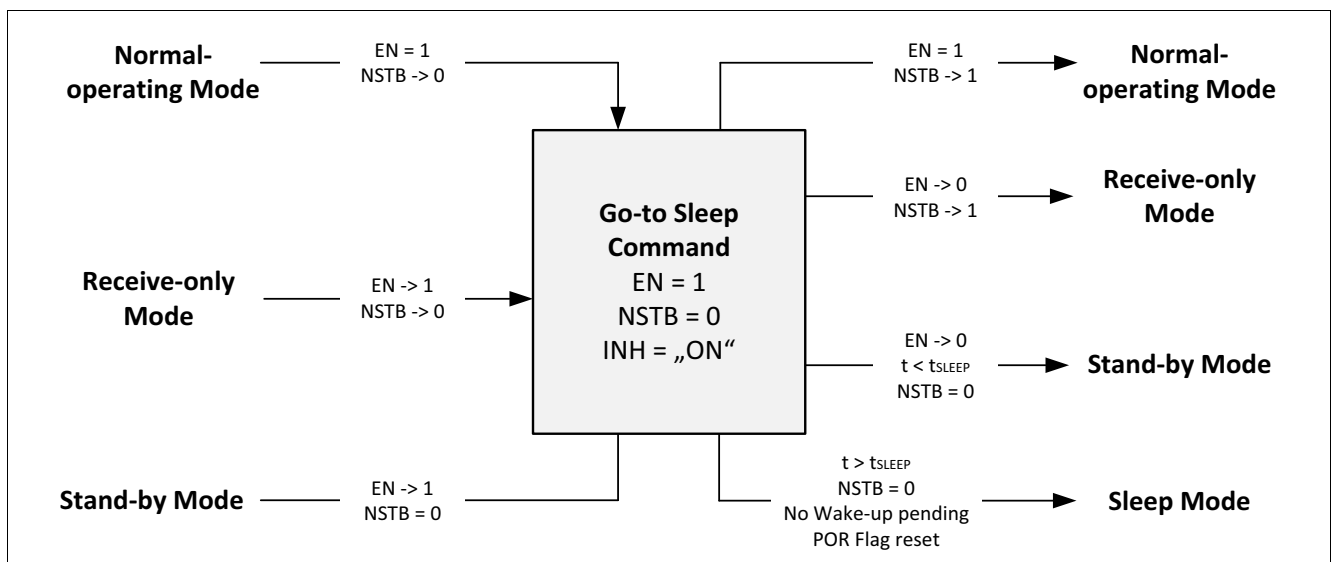 Normal-
operating Mode
EN = 1
NSTB -> 0
EN = 1
NSTB -> 1
Normal-
operating Mode
Receive-only
Mode
EN -> 1
NSTB -> 0
Go-to Sleep
Command
EN = 1
NSTB = 0
INH = „ON“
EN -> 0
NSTB -> 1
Receive-only
Mode
EN -> 0
t < tSLEEP
NSTB = 0
Stand-by Mode
Stand-by Mode
EN -> 1
NSTB = 0
t > tSLEEP
NSTB = 0
No Wake-up pending
POR Flag reset
Sleep Mode